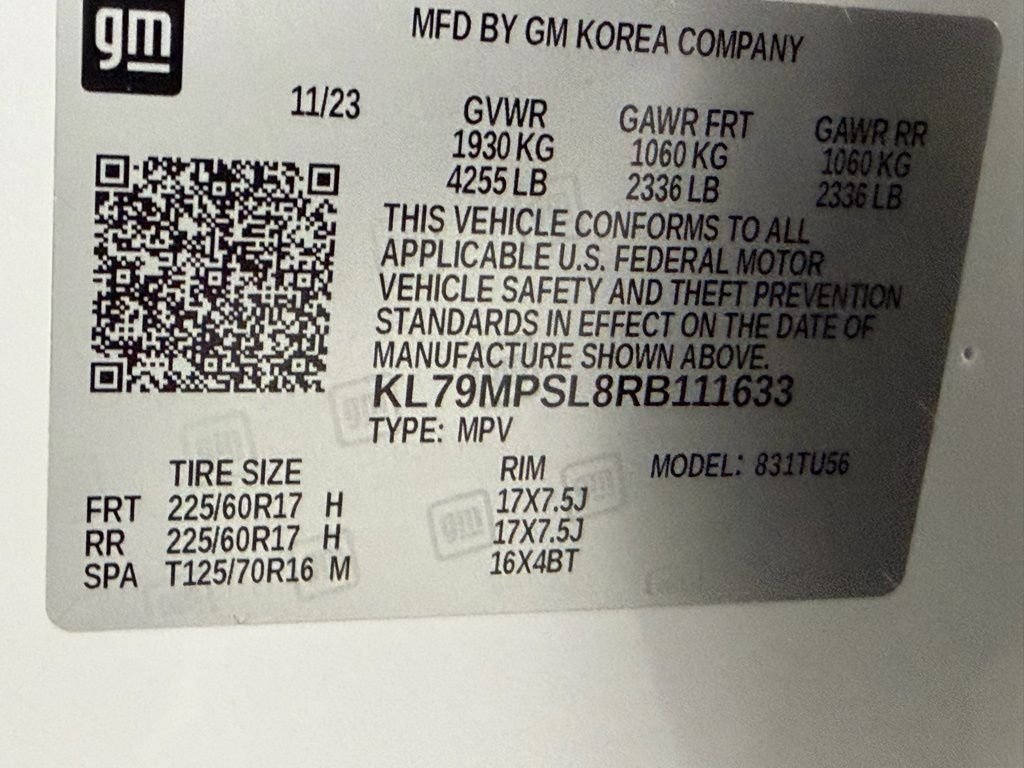 gm
MFD BY GM KOREA COMPANY
11/23 GVWR GAWR FRT GAWR RR
1930 KG 1060 KG 1060 KG
4255 LB 2336 LB 2336 LB
THIS VEHICLE CONFORMS TO ALL
APPLICABLE U.S. FEDERAL MOTOR
VEHICLE SAFETY AND THEFT PREVENTION
STANDARDS IN EFFECT ON THE DATE OF
MANUFACTURE SHOWN ABOVE.
KL79MPSL8RB111633
TYPE: MPV
TIRE SIZE RIM MODEL: 831TU56
FRT 225/60R17 H 17X7.5J
RR 225/60R17 H 17X7.5J
SPA T125/70R16 M 16X4BT